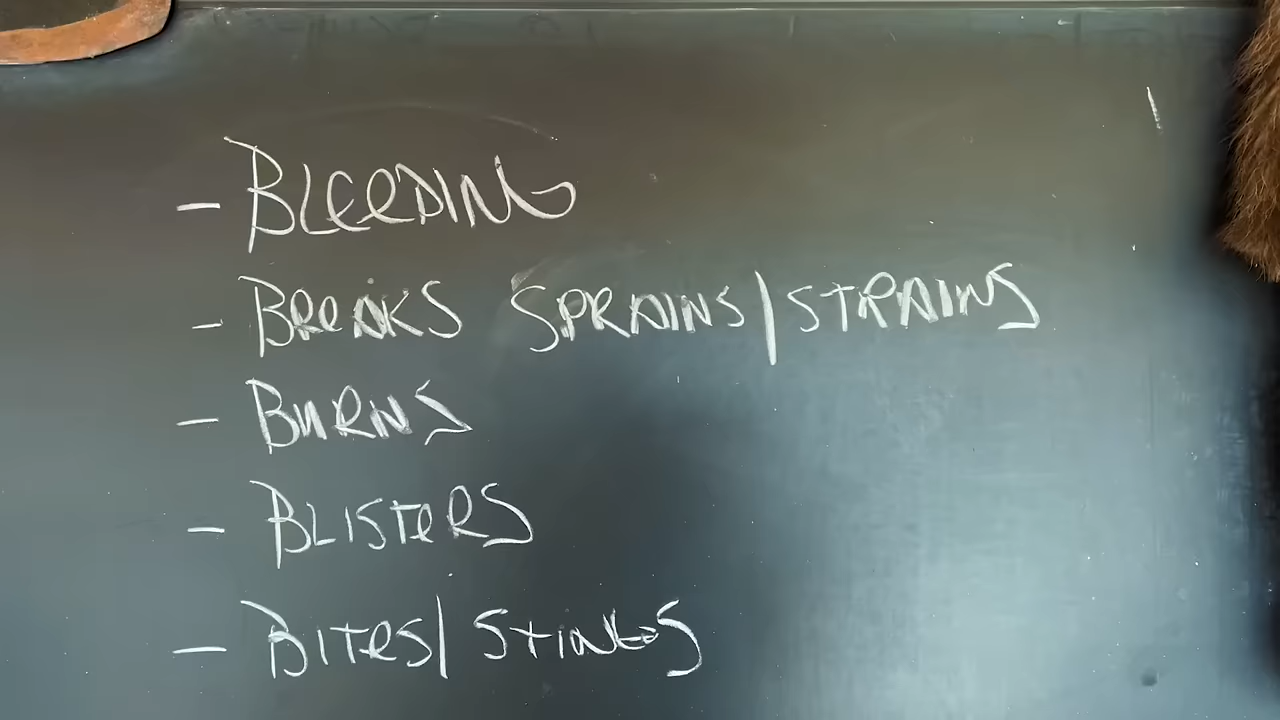 - BLeeDING
- BReAKS SPRAINS/STRAINS
- BURNS
- BLISTeRS
- BITeS/STiNGS